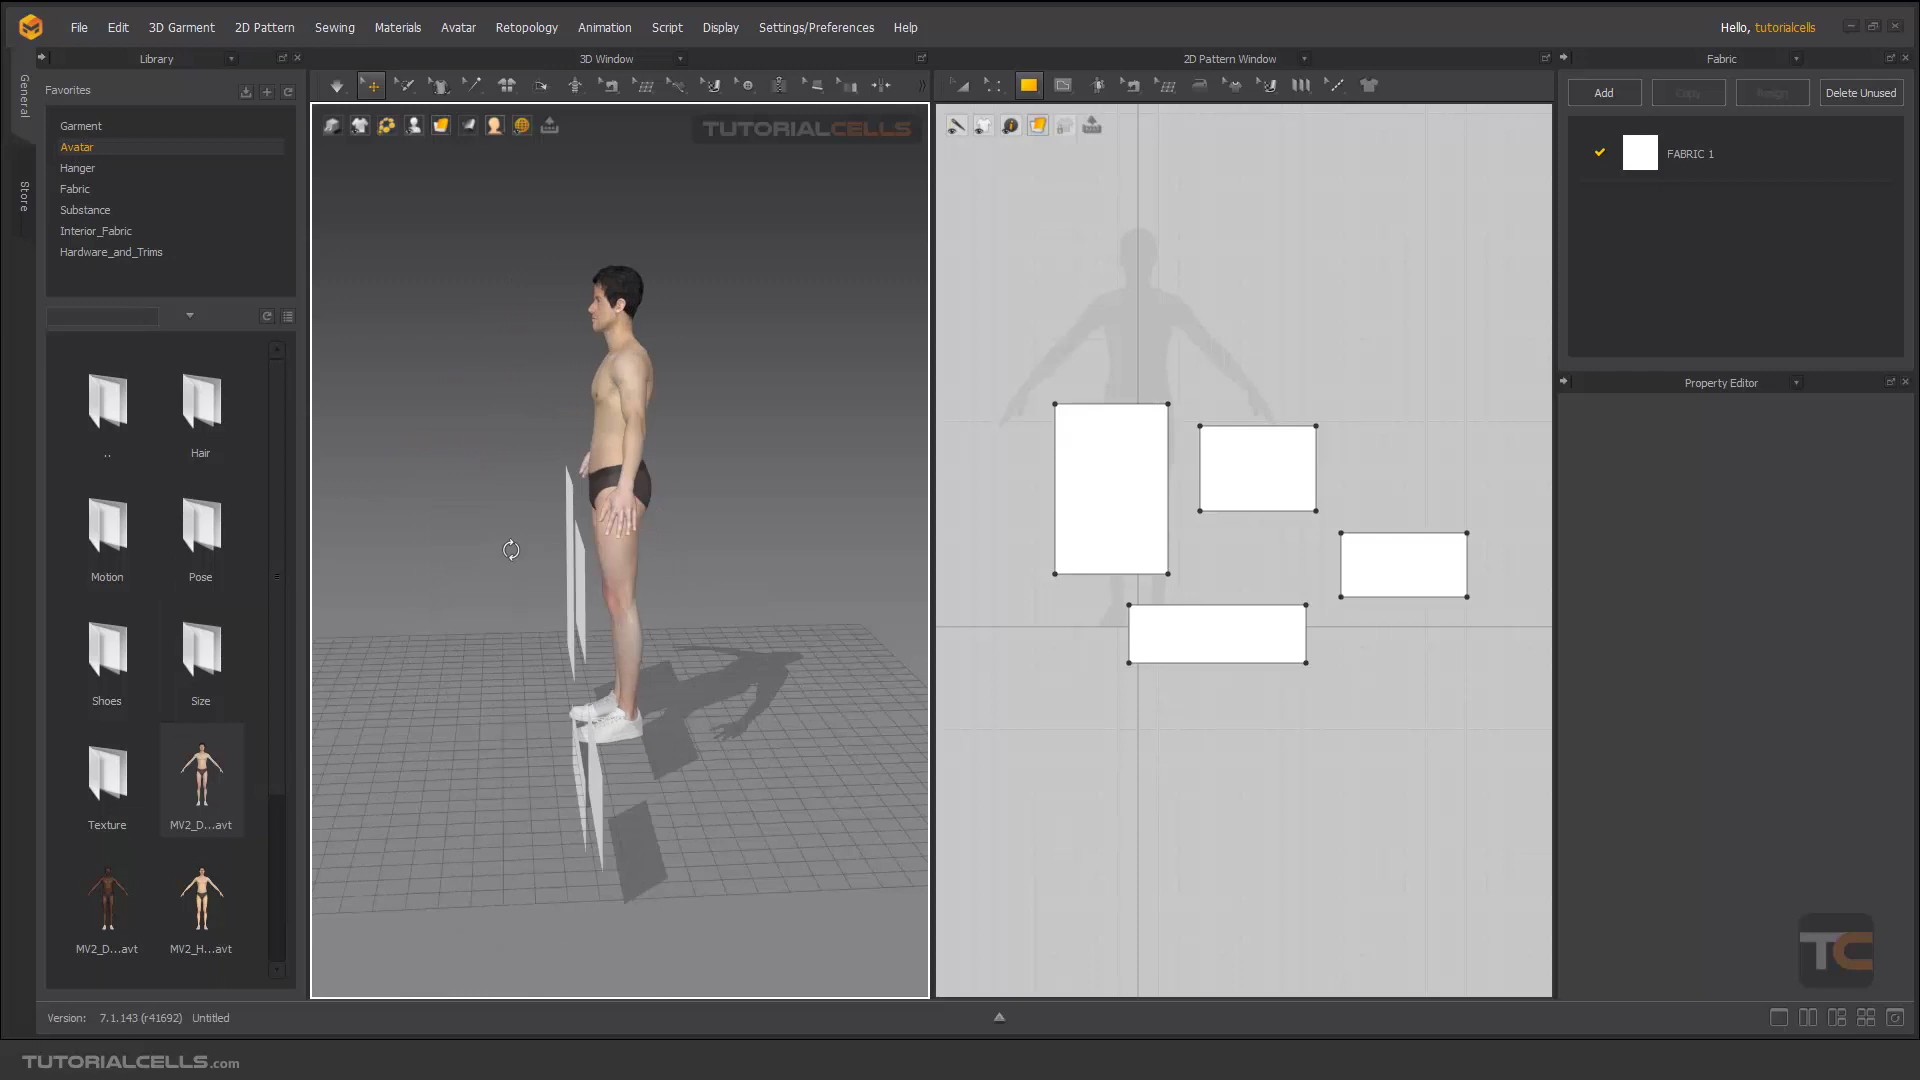 File Edit 3D Garment 2D Pattern Sewing Materials Avatar Retopology Animation Script Display Settings/Preferences Help
Hello, tutorialcells
Library
3D Window
2D Pattern Window
Fabric
General
Store
Favorites
Garment
Avatar
Hanger
Fabric
Substance
Interior_Fabric
Hardware_and_Trims
TUTORIALCELLS
Add Copy Assign Delete Unused
FABRIC 1
Property Editor
.. Hair
Motion Pose
Shoes Size
Texture MV2_D...avt
MV2_D...avt MV2_H...avt
TC
Version: 7.1.143 (r41692) Untitled
TUTORIALCELLS.com